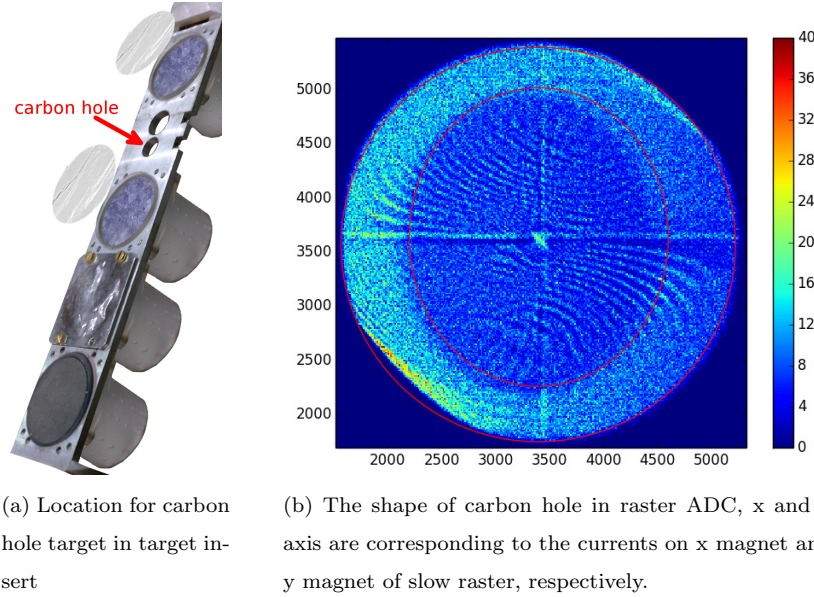 carbon hole
5000
4500
4000
3500
3000
2500
2000
2000 2500 3000 3500 4000 4500 5000
40
36
32
28
24
20
16
12
8
4
0
(a) Location for carbon
hole target in target in-
sert
(b) The shape of carbon hole in raster ADC, x and
axis are corresponding to the currents on x magnet a
y magnet of slow raster, respectively.